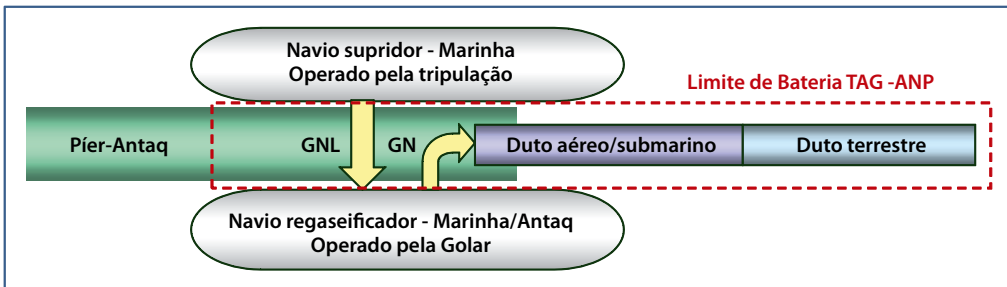 Navio supridor - Marinha
Operado pela tripulação
Limite de Bateria TAG -ANP
Píer-Antaq
GNL
GN
Duto aéreo/submarino
Duto terrestre
Navio regaseificador - Marinha/Antaq
Operado pela Golar